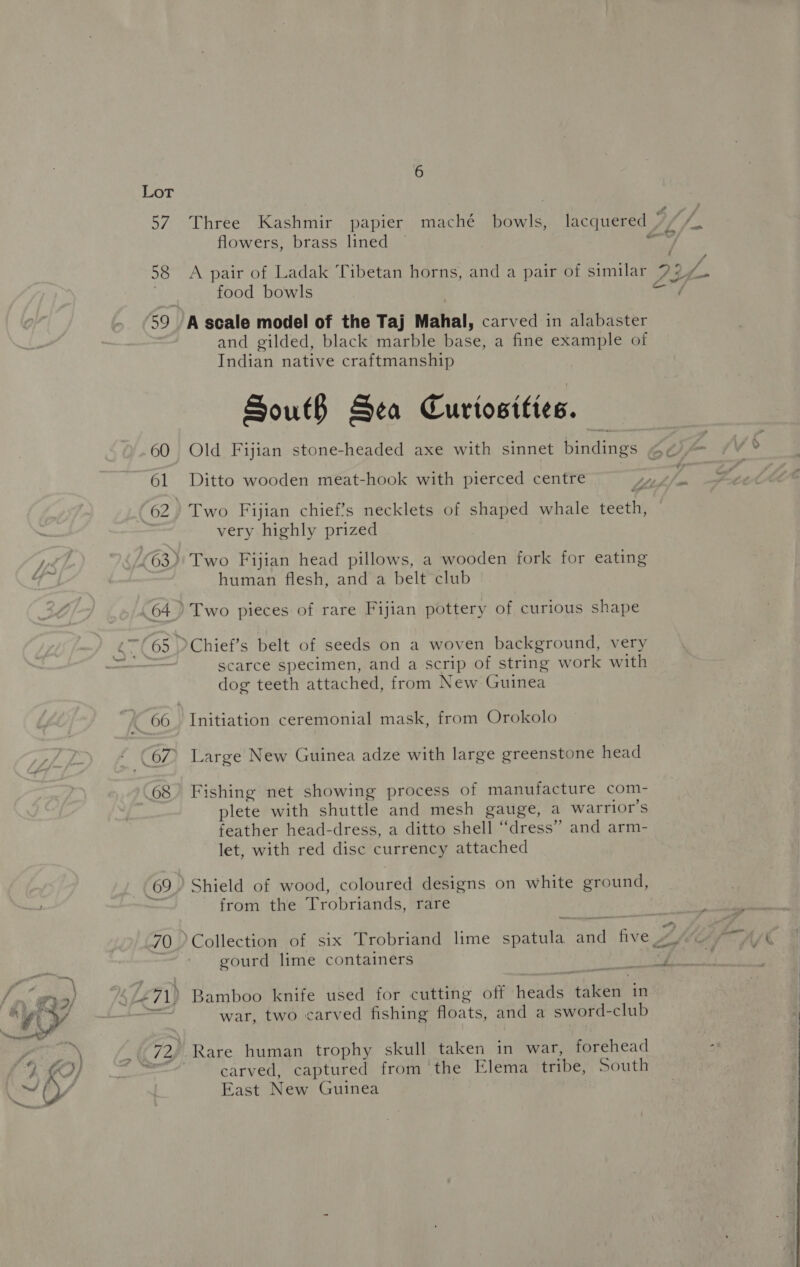 6
LOT
57 Three Kashmir papier maché bowls, lacquered
flowers, brass lined
58 A pair of Ladak Tibetan horns, and a pair of similar
food bowls
59 A scale model of the Taj Mahal, carved in alabaster
and gilded, black marble base, a fine example of
Indian native craftmanship
South Sea Curiosities.
60 Old Fijian stone-headed axe with sinnet bindings
61 Ditto wooden meat-hook with pierced centre
62 Two Fijian chief's necklets of shaped whale teeth,
very highly prized
63 Two Fijian head pillows, a wooden fork for eating
human flesh, and a belt club
64 Two pieces of rare Fijian pottery of curious shape
65 Chief's belt of seeds on a woven background, very
scarce specimen, and a scrip of string work with
dog teeth attached, from New Guinea
66 Initiation ceremonial mask, from Orokolo
67 Large New Guinea adze with large greenstone head
68 Fishing net showing process of manufacture com-
plete with shuttle and mesh gauge, a warrior's
feather head-dress, a ditto shell "dress" and arm-
let, with red disc currency attached
69 Shield of wood, coloured designs on white ground,
from the Trobriands, rare
70 Collection of six Trobriand lime spatula and five
gourd lime containers
71 Bamboo knife used for cutting off heads taken in
war, two carved fishing floats, and a sword-club
72 Rare human trophy skull taken in war, forehead
carved, captured from the Elema tribe, South
East New Guinea